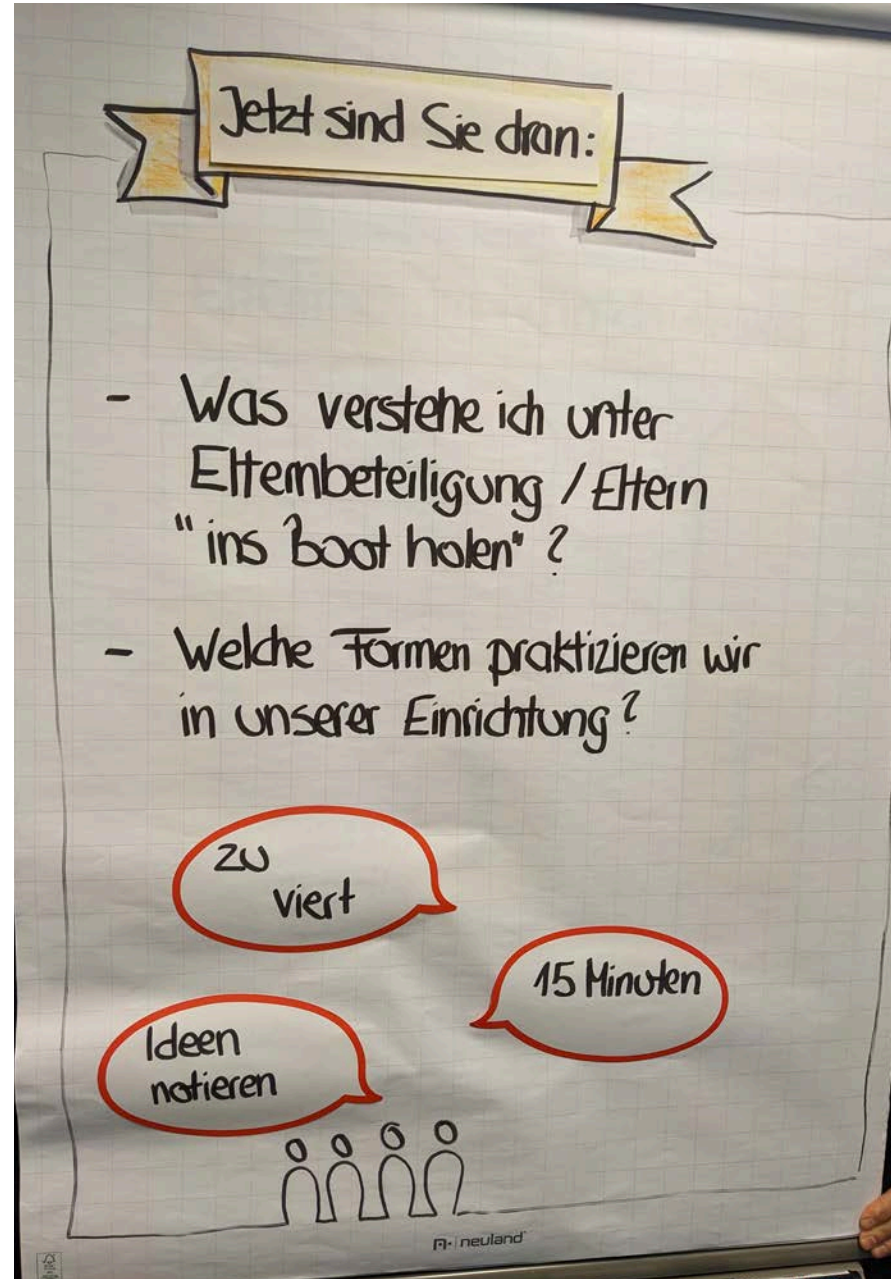 Jetzt sind Sie dran:
- Was verstehe ich unter
Elternbeteiligung / Eltern
"ins Boot holen" ?
- Welche Formen praktizieren wir
in unserer Einrichtung ?
zu
viert
15 Minuten
Ideen
notieren
neuland